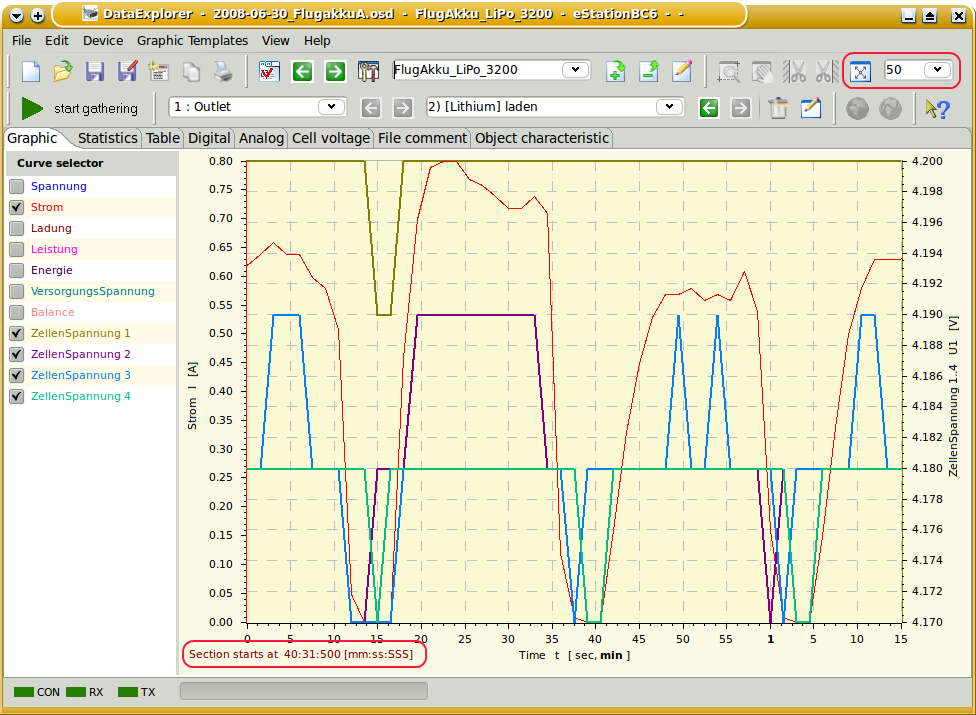 DataExplorer - 2008-06-30_FlugakkuA.osd - FlugAkku_LiPo_3200 - eStationBC6 - -
File Edit Device Graphic Templates View Help
FlugAkku_LiPo_3200 50
start gathering 1 : Outlet 2) [Lithium] laden
Graphic Statistics Table Digital Analog Cell voltage File comment Object characteristic
Curve selector
Spannung
Strom
Ladung
Leistung
Energie
VersorgungsSpannung
Balance
ZellenSpannung 1
ZellenSpannung 2
ZellenSpannung 3
ZellenSpannung 4
Strom I [A]
0.80
0.75
0.70
0.65
0.60
0.55
0.50
0.45
0.40
0.35
0.30
0.25
0.20
0.15
0.10
0.05
0.00
4.200
4.198
4.196
4.194
4.192
4.190
4.188
4.186
4.184
4.182
4.180
4.178
4.176
4.174
4.172
4.170
ZellenSpannung 1..4 U1 [V]
0 5 10 15 20 25 30 35 40 45 50 55 1 5 10 15
Section starts at 40:31:500 [mm:ss:SSS]
Time t [ sec, min ]
CON RX TX